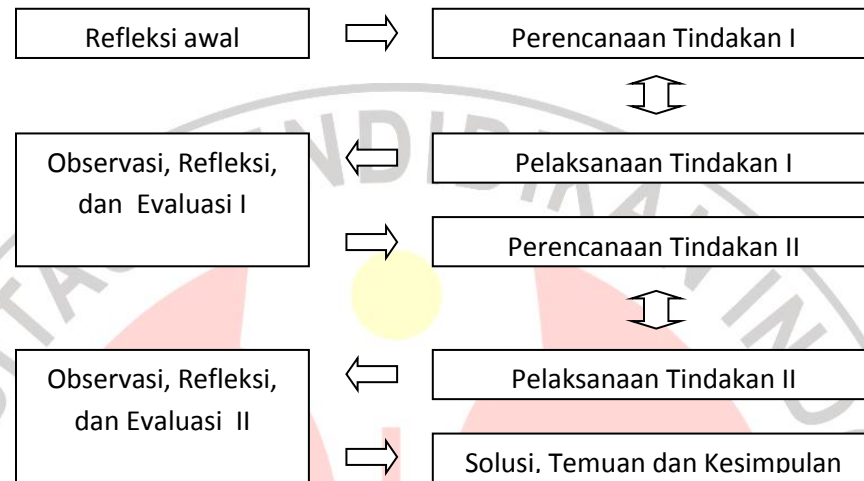 Refleksi awal
Perencanaan Tindakan I
Observasi, Refleksi,
dan Evaluasi I
Pelaksanaan Tindakan I
Perencanaan Tindakan II
Observasi, Refleksi,
dan Evaluasi II
Pelaksanaan Tindakan II
Solusi, Temuan dan Kesimpulan